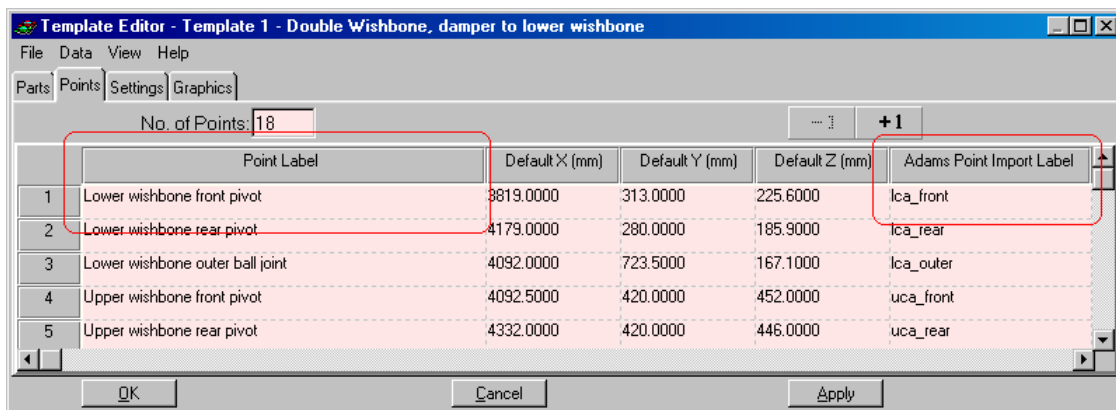 Template Editor - Template 1 - Double Wishbone, damper to lower wishbone
File Data View Help
Parts Points Settings Graphics
No. of Points: 18 +1
Point Label Default X (mm) Default Y (mm) Default Z (mm) Adams Point Import Label
1 Lower wishbone front pivot 3819.0000 313.0000 225.6000 lca_front
2 Lower wishbone rear pivot 4179.0000 280.0000 185.9000 lca_rear
3 Lower wishbone outer ball joint 4092.0000 723.5000 167.1000 lca_outer
4 Upper wishbone front pivot 4092.5000 420.0000 452.0000 uca_front
5 Upper wishbone rear pivot 4332.0000 420.0000 446.0000 uca_rear
OK Cancel Apply